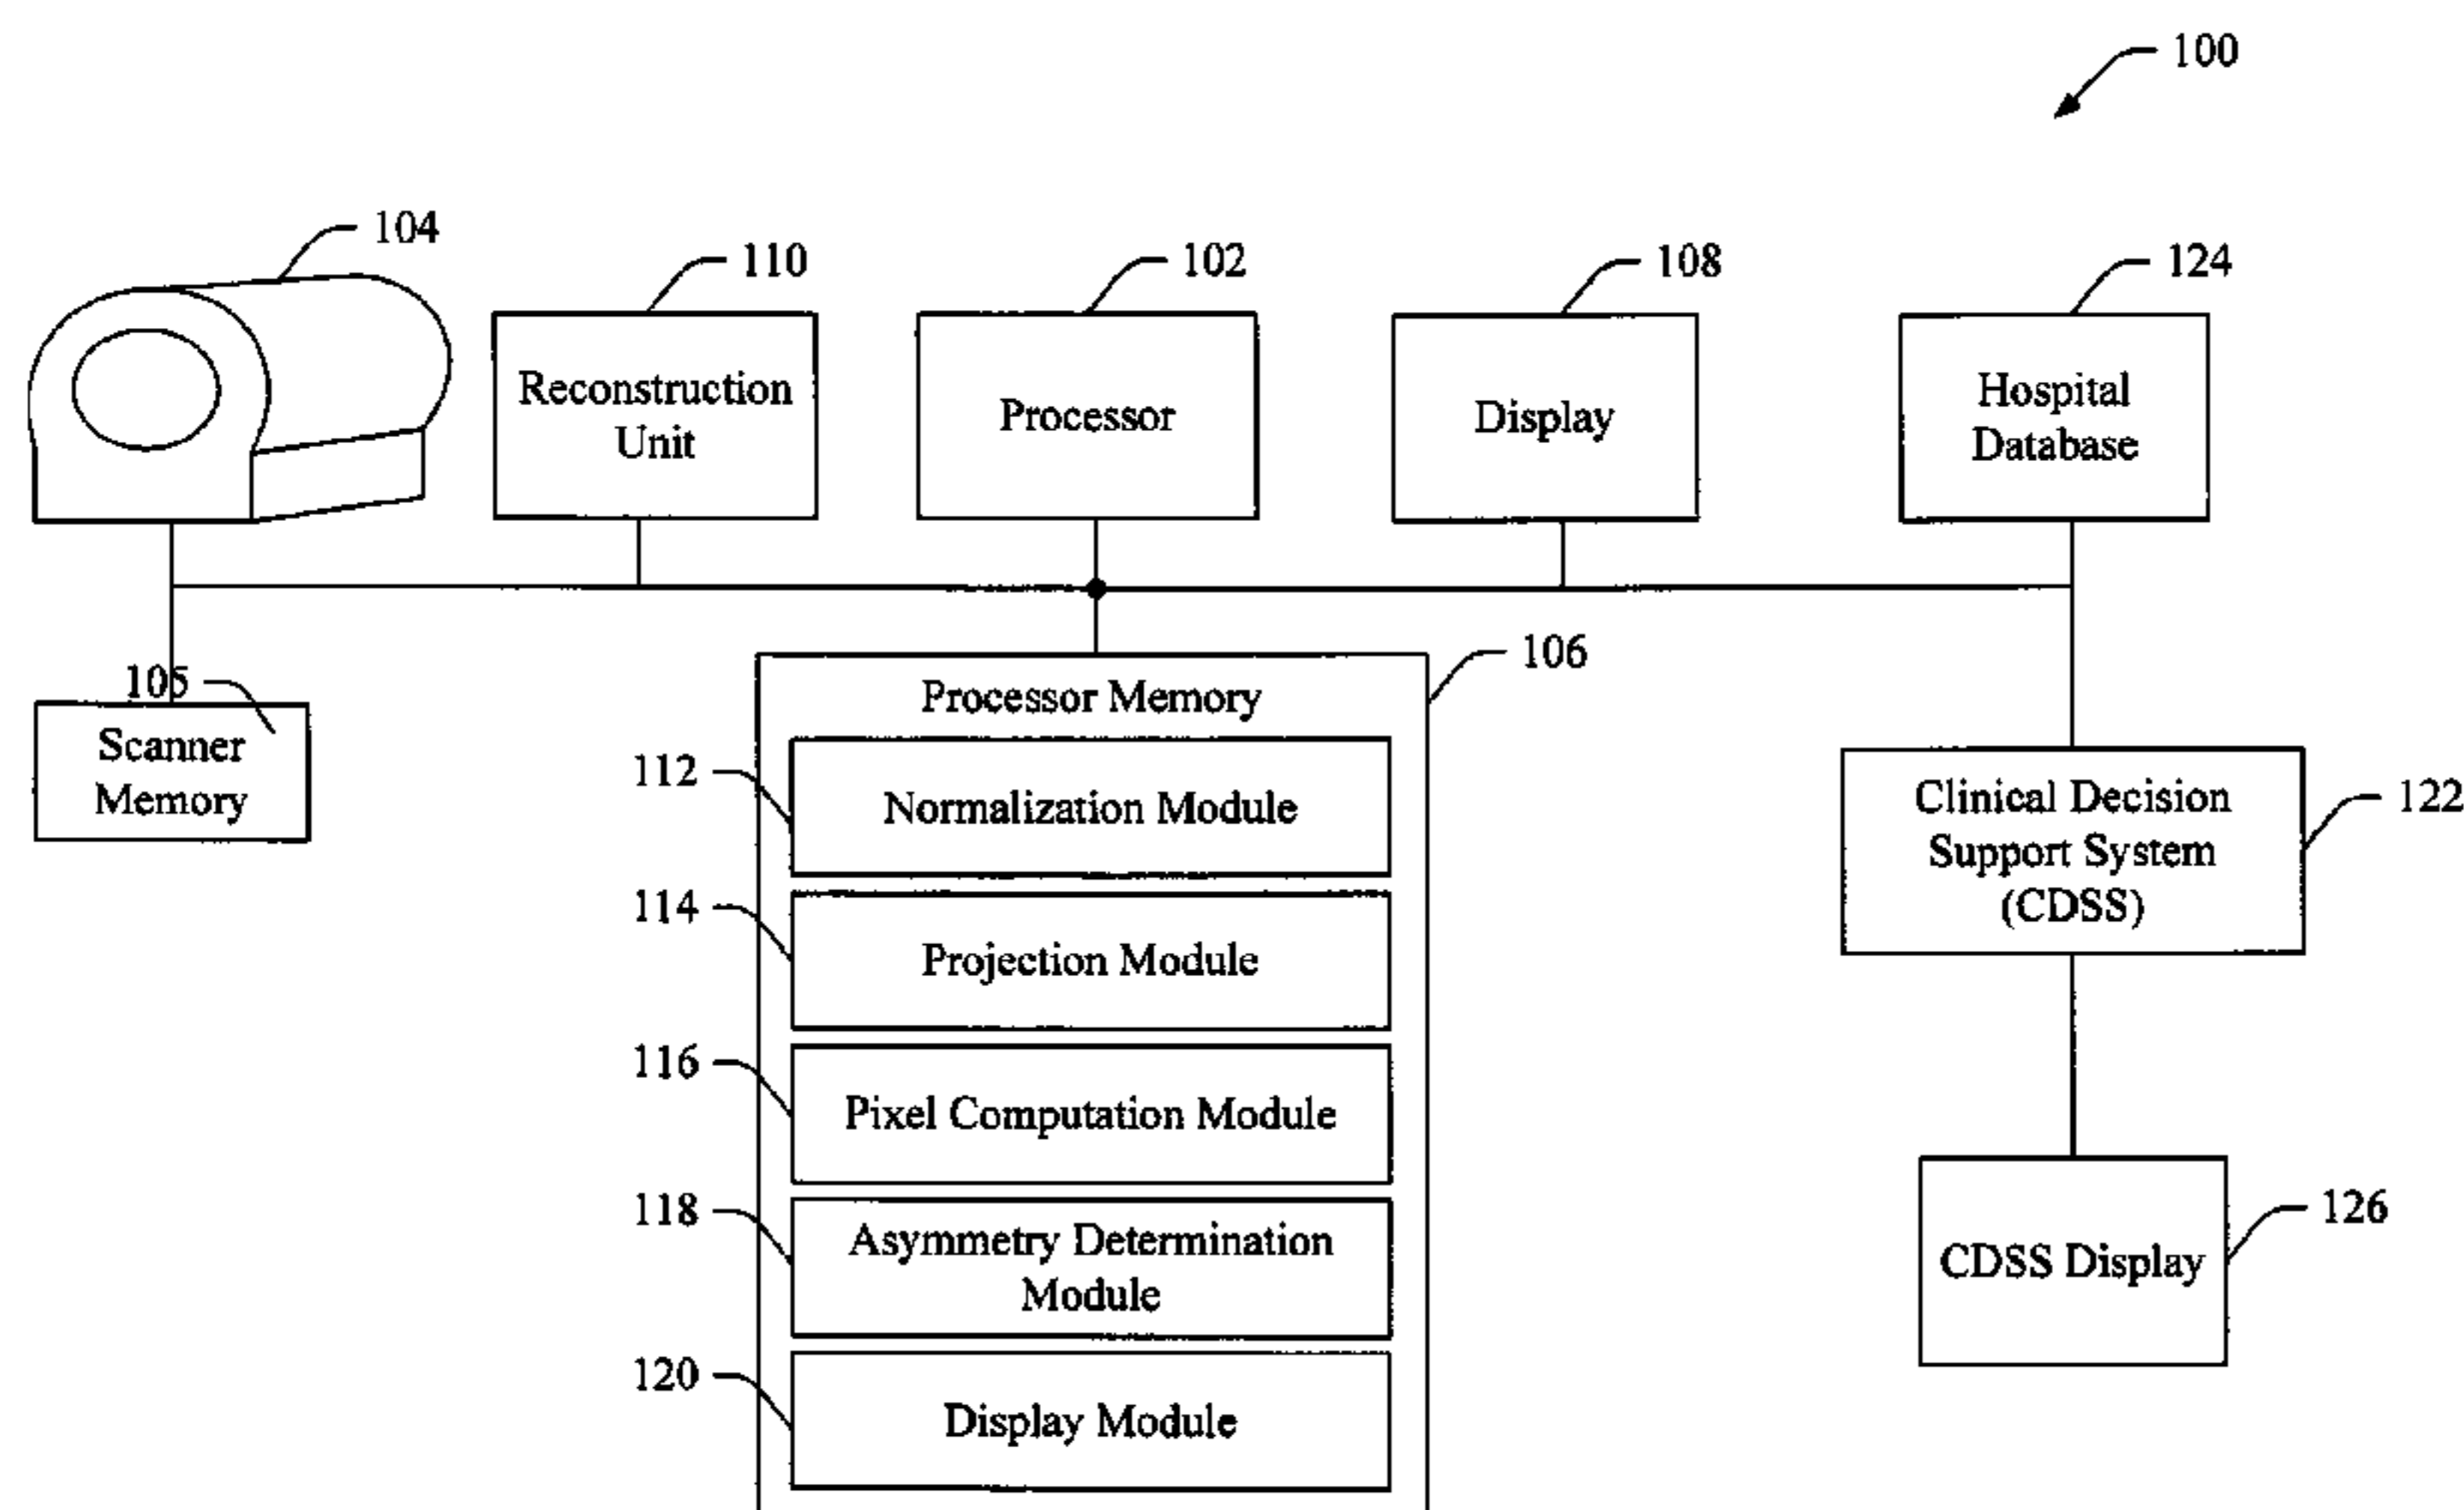 100
104
110
102
108
124
Reconstruction
Unit
Processor
Display
Hospital
Database
105
Scanner
Memory
106
Processor Memory
112
Normalization Module
114
Projection Module
116
Pixel Computation Module
118
Asymmetry Determination
Module
120
Display Module
Clinical Decision
Support System
(CDSS)
122
CDSS Display
126